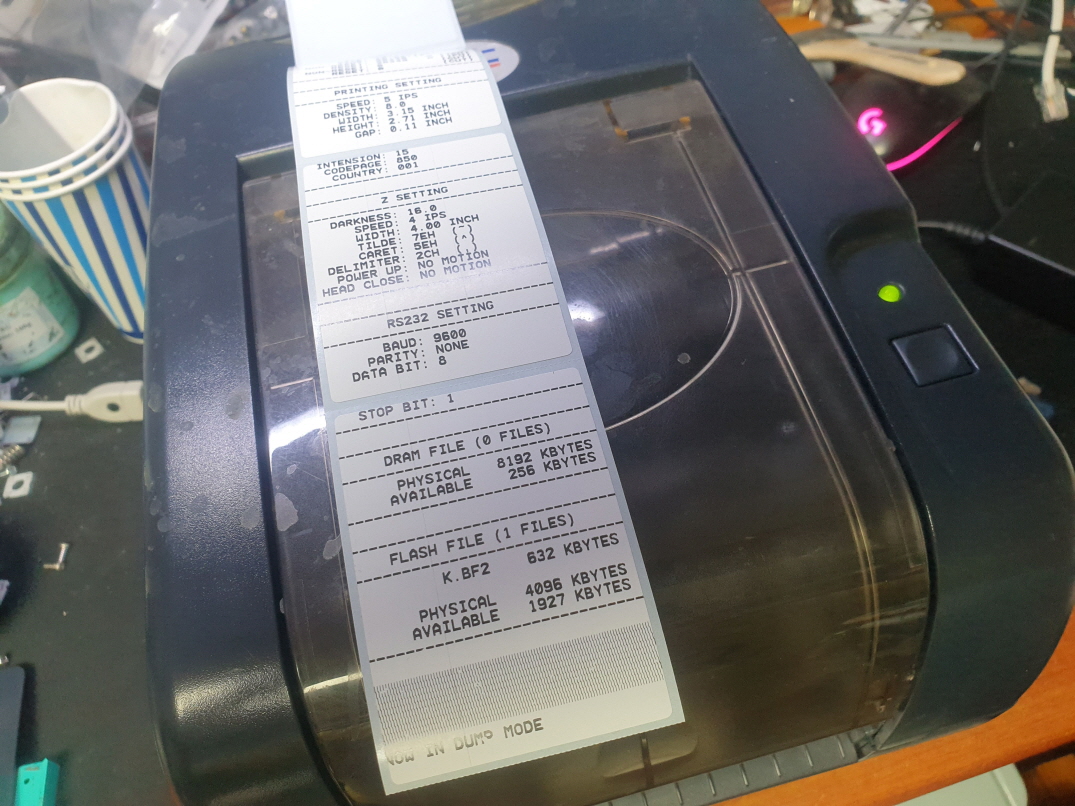 PRINTING SETTING
SPEED: 5 IPS
DENSITY: 8.0
WIDTH: 3.15 INCH
HEIGHT: 2.71 INCH
GAP: 0.11 INCH
INTENSION: 15
CODEPAGE: 850
COUNTRY: 001
Z SETTING
DARKNESS: 16.0
SPEED: 4 IPS
WIDTH: 4.00 INCH
TILDE: 7EH (~)
CARET: 5EH (^)
DELIMITER: 2CH (,)
POWER UP: NO MOTION
HEAD CLOSE: NO MOTION
RS232 SETTING
BAUD: 9600
PARITY: NONE
DATA BIT: 8
STOP BIT: 1
DRAM FILE (0 FILES)
PHYSICAL 8192 KBYTES
AVAILABLE 256 KBYTES
FLASH FILE (1 FILES)
K.BF2 632 KBYTES
PHYSICAL 4096 KBYTES
AVAILABLE 1927 KBYTES
NOW IN DUMP MODE